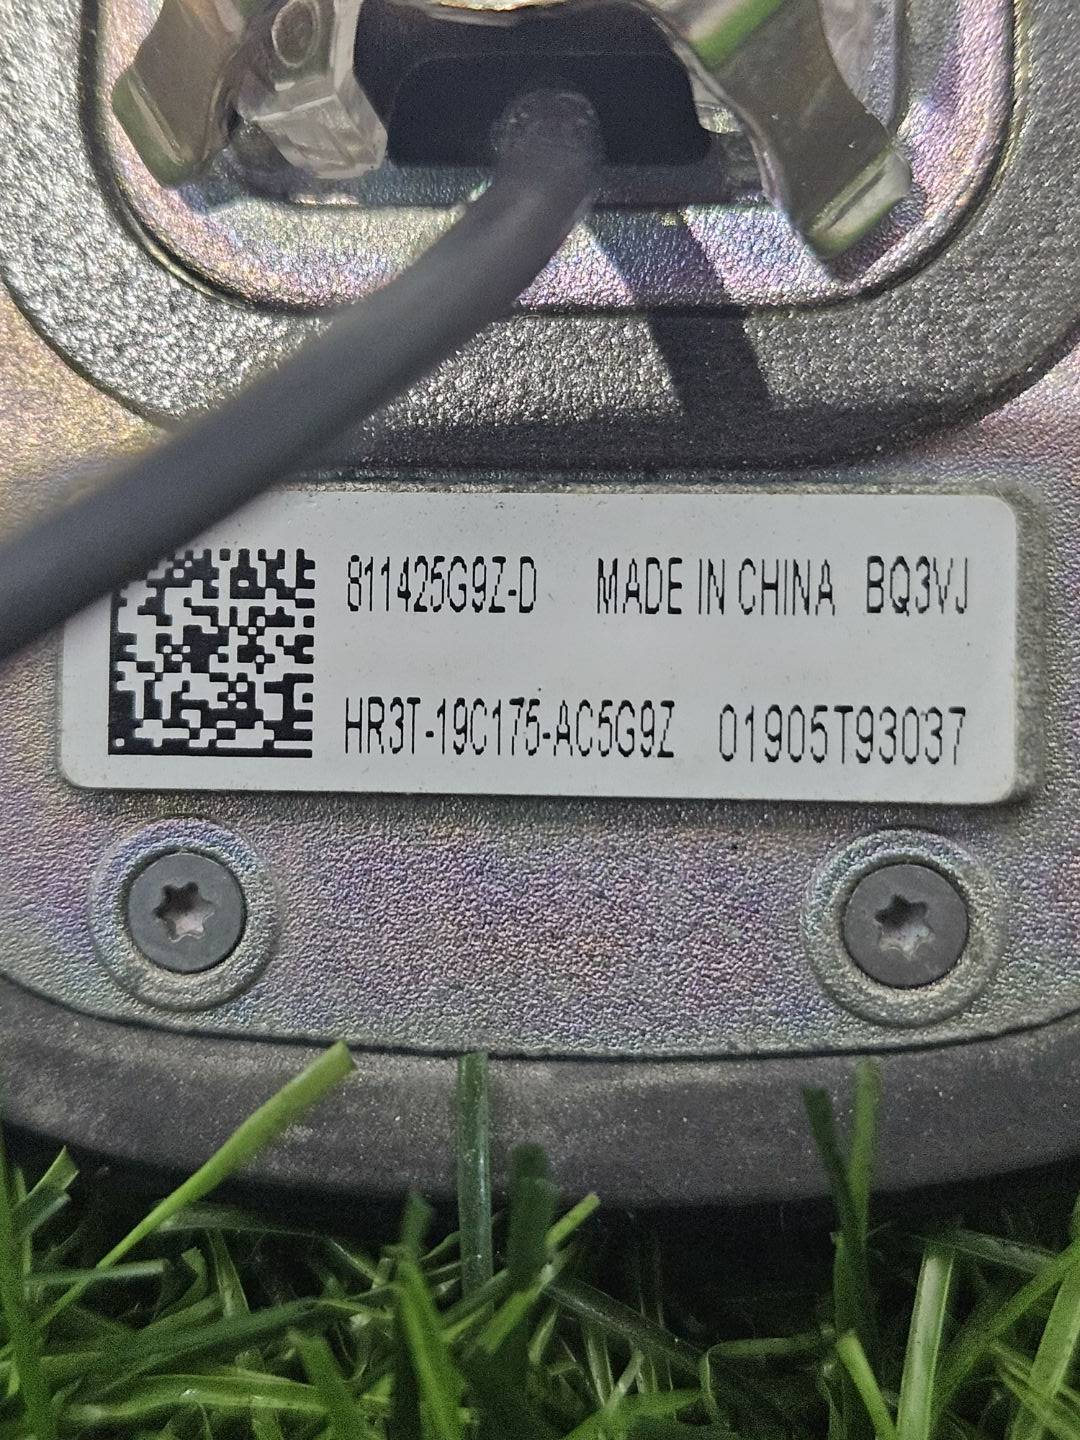 811425G9Z-D MADE IN CHINA BQ3VJ
HR3T-19C175-AC5G9Z 01905T93037